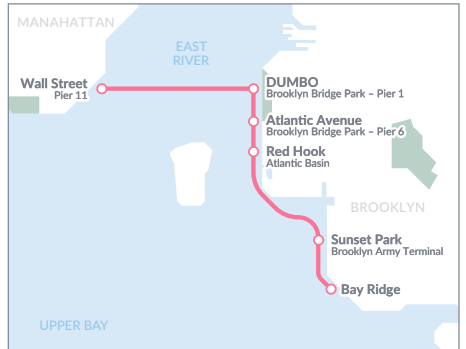 MANAHATTAN
EAST
RIVER
Wall Street
Pier 11
DUMBO
Brooklyn Bridge Park – Pier 1
Atlantic Avenue
Brooklyn Bridge Park – Pier 6
Red Hook
Atlantic Basin
BROOKLYN
Sunset Park
Brooklyn Army Terminal
Bay Ridge
UPPER BAY